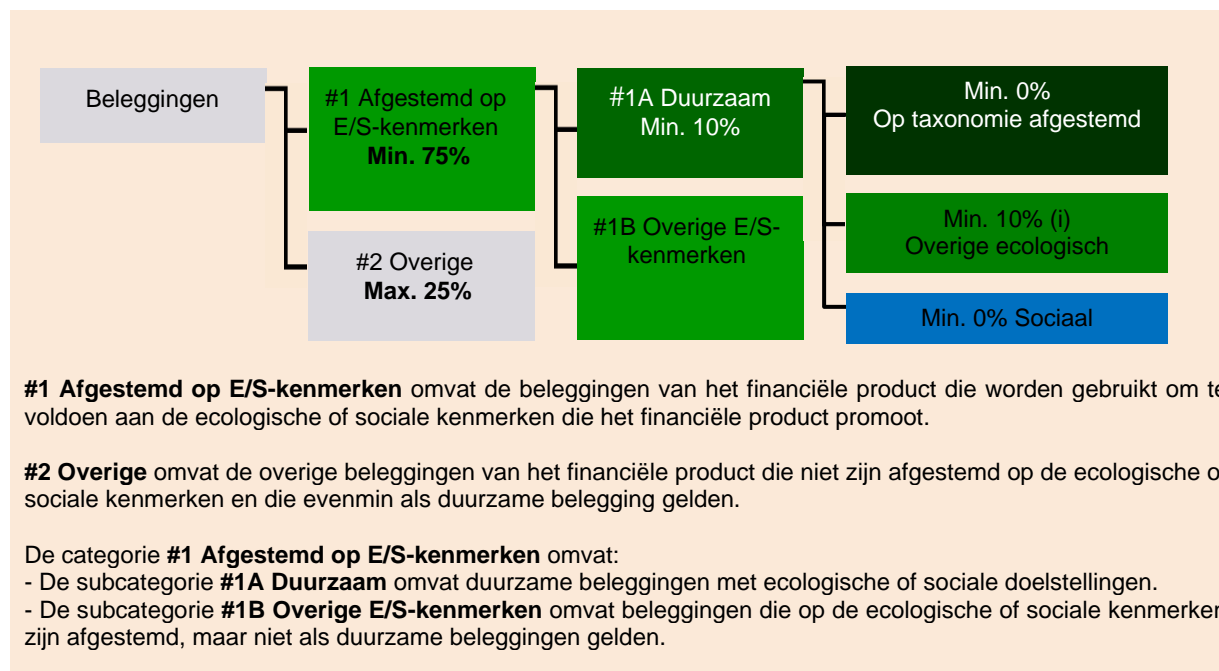 Beleggingen
#1 Afgestemd op
E/S-kenmerken
Min. 75%
#2 Overige
Max. 25%
#1A Duurzaam
Min. 10%
#1B Overige E/S-
kenmerken
Min. 0%
Op taxonomie afgestemd
Min. 10% (i)
Overige ecologisch
Min. 0% Sociaal
#1 Afgestemd op E/S-kenmerken omvat de beleggingen van het financiële product die worden gebruikt om te
voldoen aan de ecologische of sociale kenmerken die het financiële product promoot.
#2 Overige omvat de overige beleggingen van het financiële product die niet zijn afgestemd op de ecologische o
sociale kenmerken en die evenmin als duurzame belegging gelden.
De categorie #1 Afgestemd op E/S-kenmerken omvat:
- De subcategorie #1A Duurzaam omvat duurzame beleggingen met ecologische of sociale doelstellingen.
- De subcategorie #1B Overige E/S-kenmerken omvat beleggingen die op de ecologische of sociale kenmerken
zijn afgestemd, maar niet als duurzame beleggingen gelden.